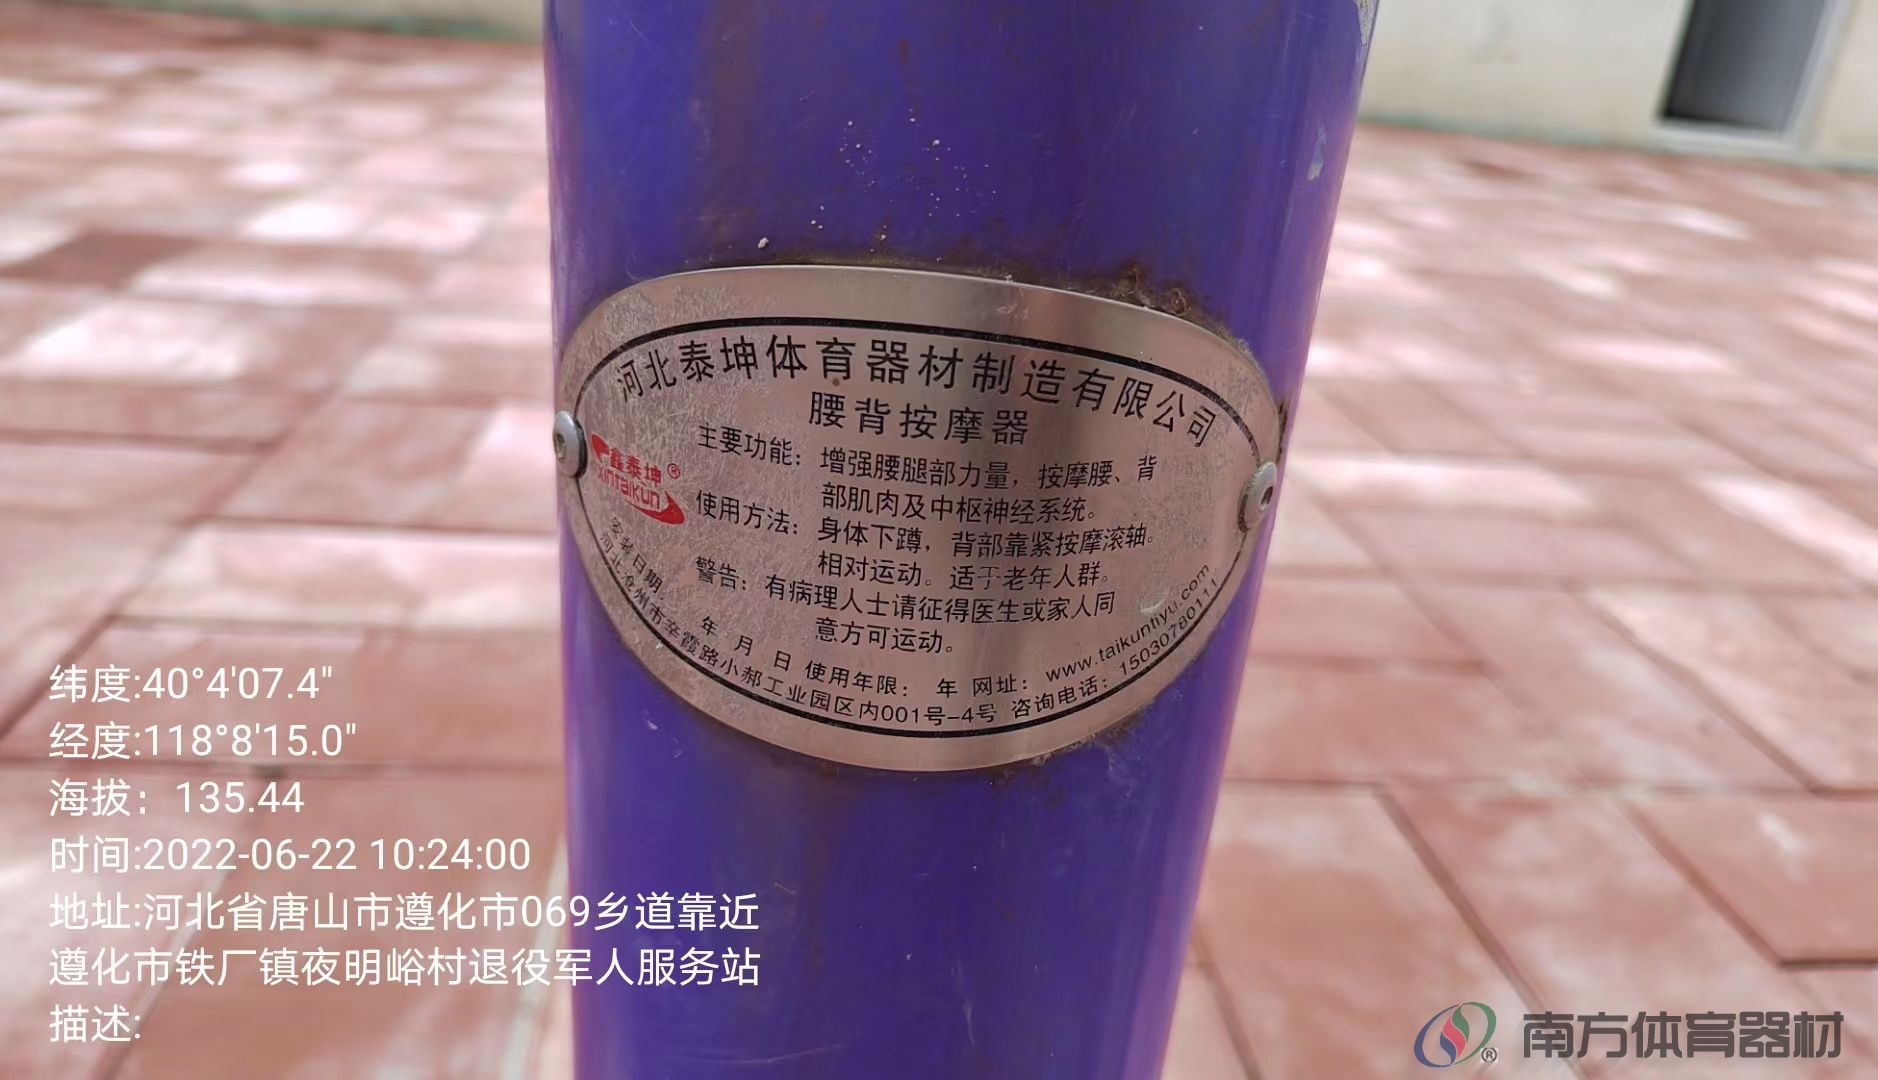 河北泰坤体育器材制造有限公司
腰背按摩器
鑫泰坤®
XinTaiKun
主要功能：增强腰腿部力量，按摩腰、背
部肌肉及中枢神经系统。
使用方法：身体下蹲，背部靠紧按摩滚轴。
相对运动。适于老年人群。
警告：有病理人士请征得医生或家人同
意方可运动。
安装日期： 年 月 日 使用年限： 年 网址：www.taikuntiyu.com
河北沧州市辛霞路小郝工业园区内001号-4号 咨询电话：15030780111
纬度:40°4'07.4"
经度:118°8'15.0"
海拔：135.44
时间:2022-06-22 10:24:00
地址:河北省唐山市遵化市069乡道靠近
遵化市铁厂镇夜明峪村退役军人服务站
描述:
® 南方体育器材